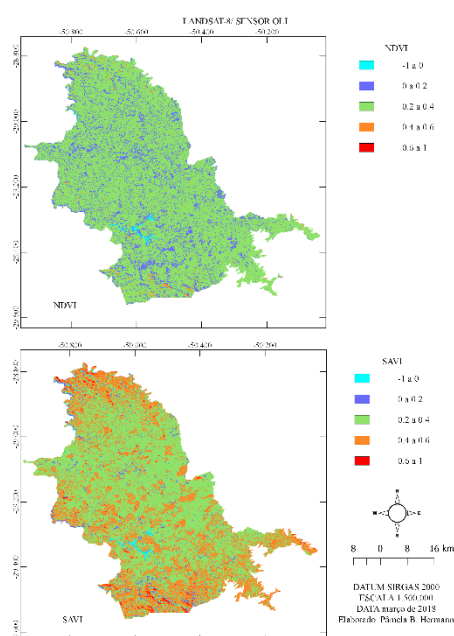 LANDSAT-8/ SENSOR OLI
-50.800 -50.600 -50.400 -50.200
NDVI
-1 a 0
0 a 0.2
0.2 a 0.4
0.4 a 0.6
0.6 a 1
NDVI
-50.800 -50.600 -50.400 -50.200
SAVI
-1 a 0
0 a 0.2
0.2 a 0.4
0.4 a 0.6
0.6 a 1
N
W E
S
8 0 8 16 km
DATUM SIRGAS 2000
ESCALA 1:500.000
DATA março de 2018
Elaborado Pâmela B. Hermann
SAVI